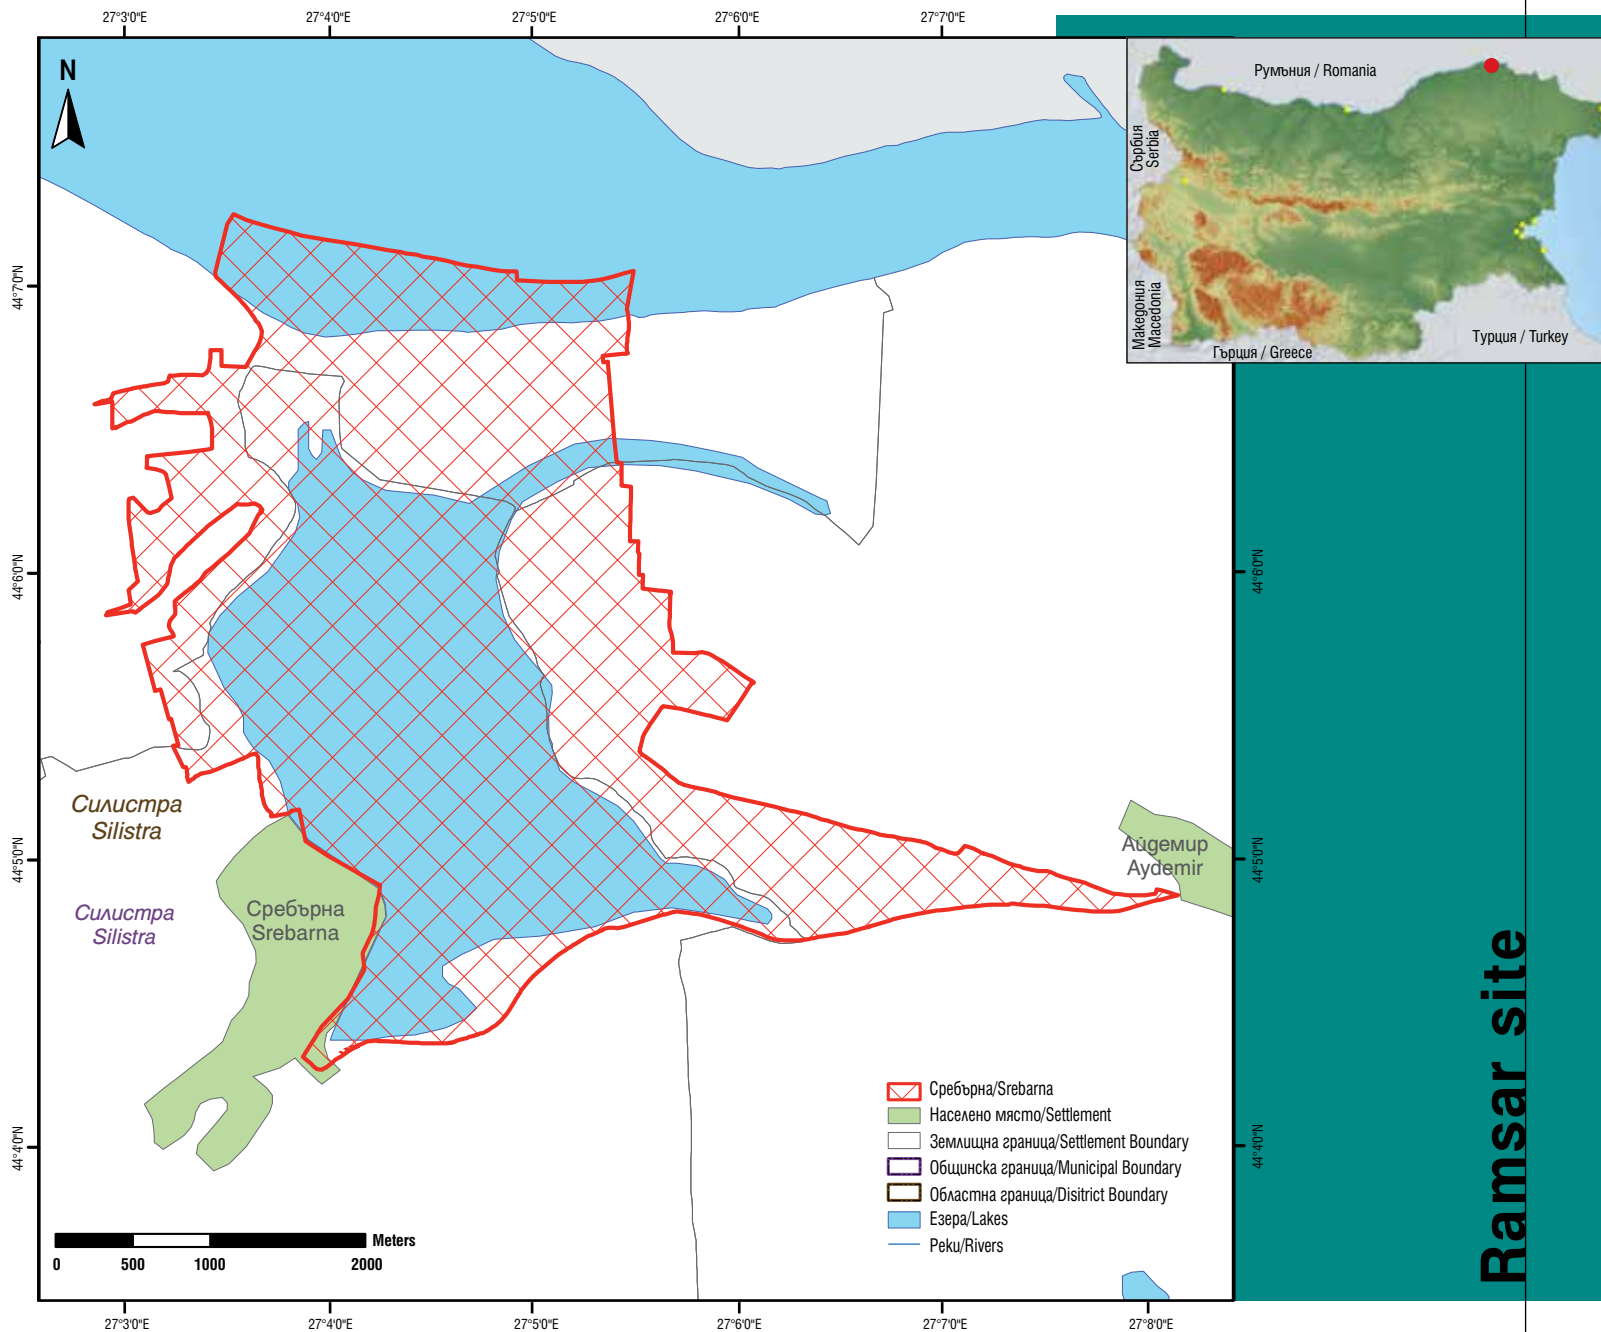 27°3'0"E
27°4'0"E
27°5'0"E
27°6'0"E
27°7'0"E
N
Румъния / Romania
Сърбия
Serbia
Македония
Macedonia
Гърция / Greece
Турция / Turkey
44°7'0"N
44°6'0"N
44°6'0"N
44°5'0"N
44°5'0"N
44°4'0"N
44°4'0"N
Силистра
Silistra
Силистра
Silistra
Сребърна
Srebarna
Айдемир
Aydemir
Сребърна/Srebarna
Населено място/Settlement
Землищна граница/Settlement Boundary
Общинска граница/Municipal Boundary
Областна граница/Disitrict Boundary
Езера/Lakes
Реки/Rivers
Meters
0 500 1000 2000
27°3'0"E
27°4'0"E
27°5'0"E
27°6'0"E
27°7'0"E
27°8'0"E
Ramsar site